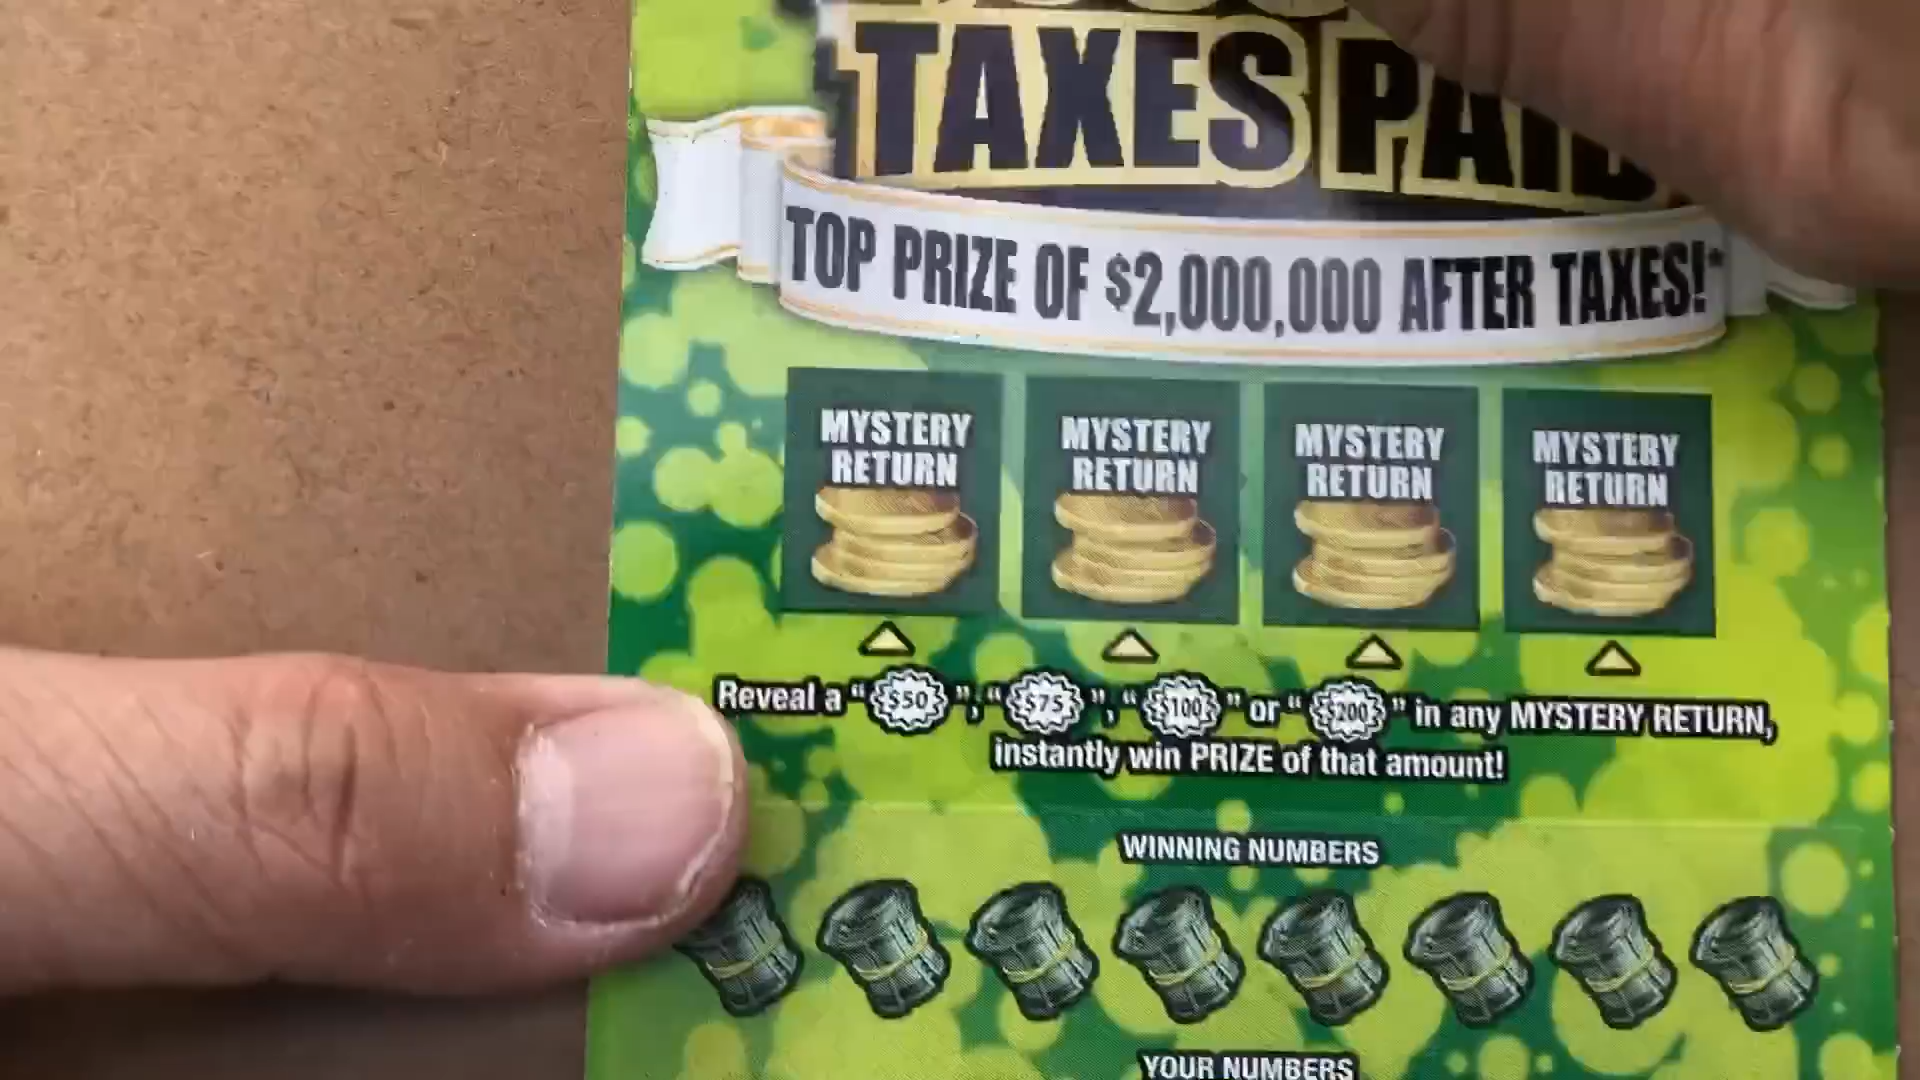 TAXES PAID
TOP PRIZE OF $2,000,000 AFTER TAXES!*
MYSTERY RETURN
MYSTERY RETURN
MYSTERY RETURN
MYSTERY RETURN
Reveal a “$50”, “$75”, “$100” or “$200” in any MYSTERY RETURN,
instantly win PRIZE of that amount!
WINNING NUMBERS
YOUR NUMBERS